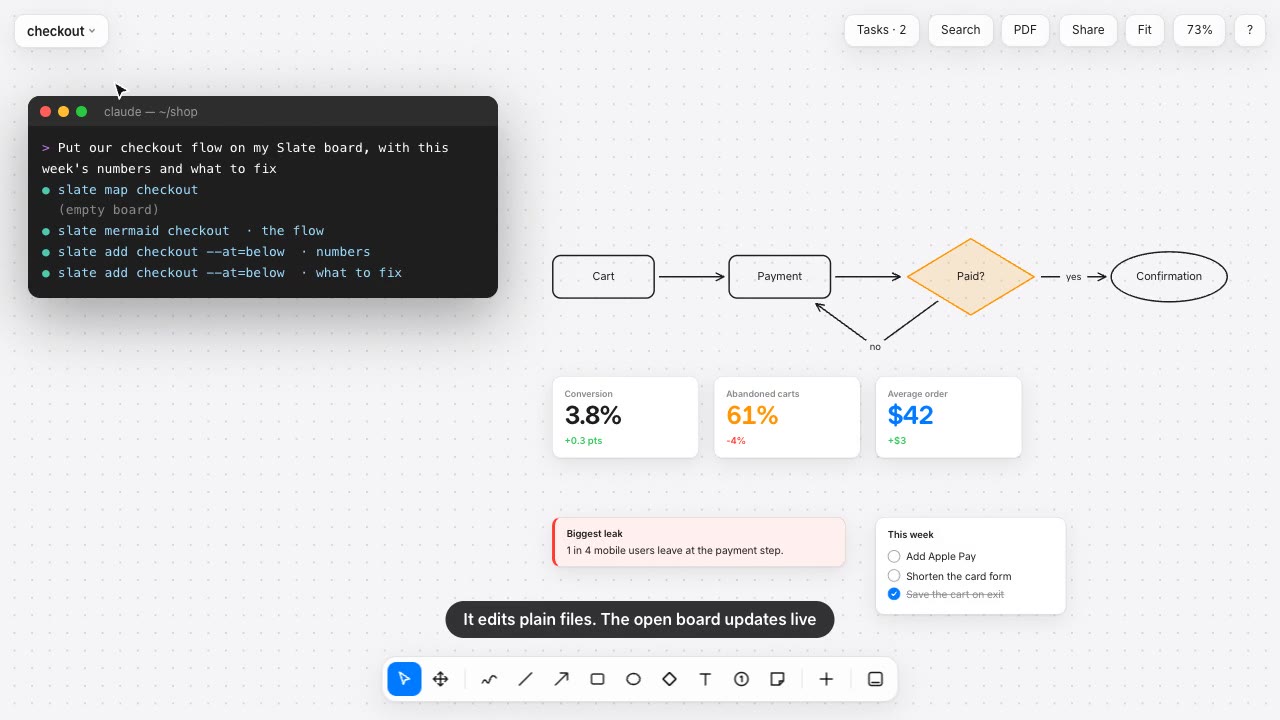 checkout
Tasks · 2
Search
PDF
Share
Fit
73%
?
claude — ~/shop
> Put our checkout flow on my Slate board, with this
week's numbers and what to fix
● slate map checkout
(empty board)
● slate mermaid checkout · the flow
● slate add checkout --at=below · numbers
● slate add checkout --at=below · what to fix
Cart
Payment
Paid?
yes
Confirmation
no
Conversion
3.8%
+0.3 pts
Abandoned carts
61%
-4%
Average order
$42
+$3
Biggest leak
1 in 4 mobile users leave at the payment step.
This week
Add Apple Pay
Shorten the card form
Save the cart on exit
It edits plain files. The open board updates live
T
1